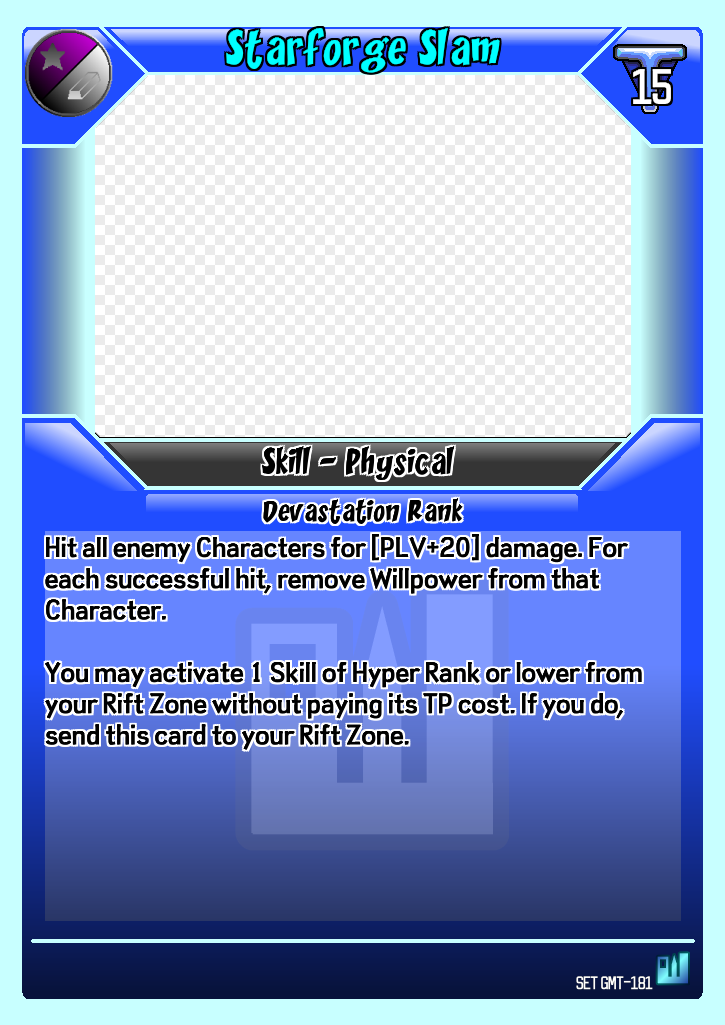 Starforge Slam
15
Skill - Physical
Devastation Rank
Hit all enemy Characters for [PLV+20] damage. For
each successful hit, remove Willpower from that
Character.
You may activate 1 Skill of Hyper Rank or lower from
your Rift Zone without paying its TP cost. If you do,
send this card to your Rift Zone.
SET GMT-181